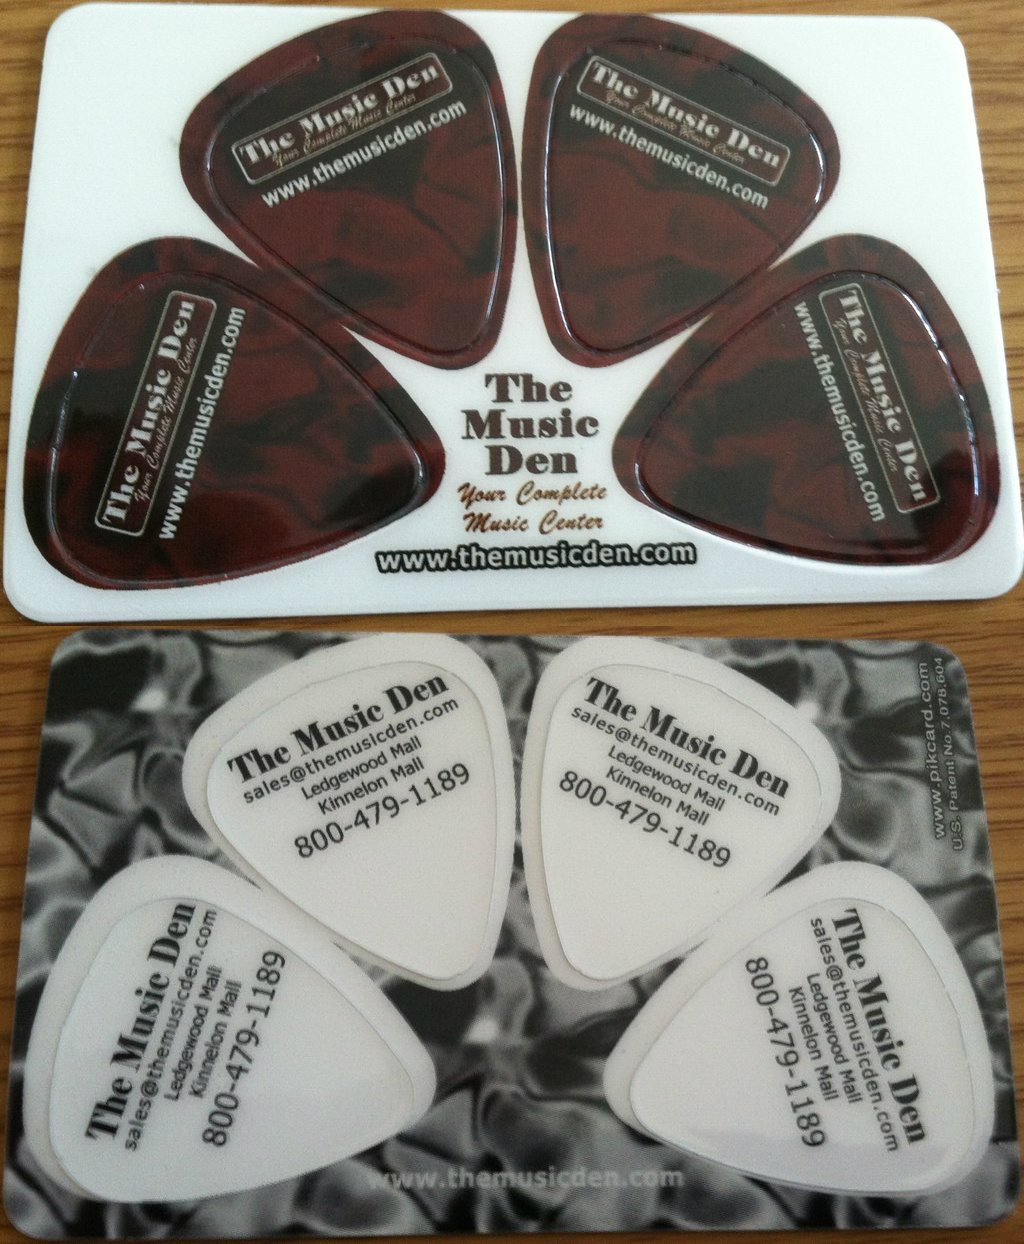 The Music Den
Your Complete Music Center
www.themusicden.com
The Music Den
Your Complete Music Center
www.themusicden.com
The Music Den
Your Complete Music Center
www.themusicden.com
The Music Den
Your Complete Music Center
www.themusicden.com
The
Music
Den
Your Complete
Music Center
www.themusicden.com
www.pikcard.com
U.S. Patent No.7,078,604
The Music Den
sales@themusicden.com
Ledgewood Mall
Kinnelon Mall
800-479-1189
The Music Den
sales@themusicden.com
Ledgewood Mall
Kinnelon Mall
800-479-1189
The Music Den
sales@themusicden.com
Ledgewood Mall
Kinnelon Mall
800-479-1189
The Music Den
sales@themusicden.com
Ledgewood Mall
Kinnelon Mall
800-479-1189
www.themusicden.com